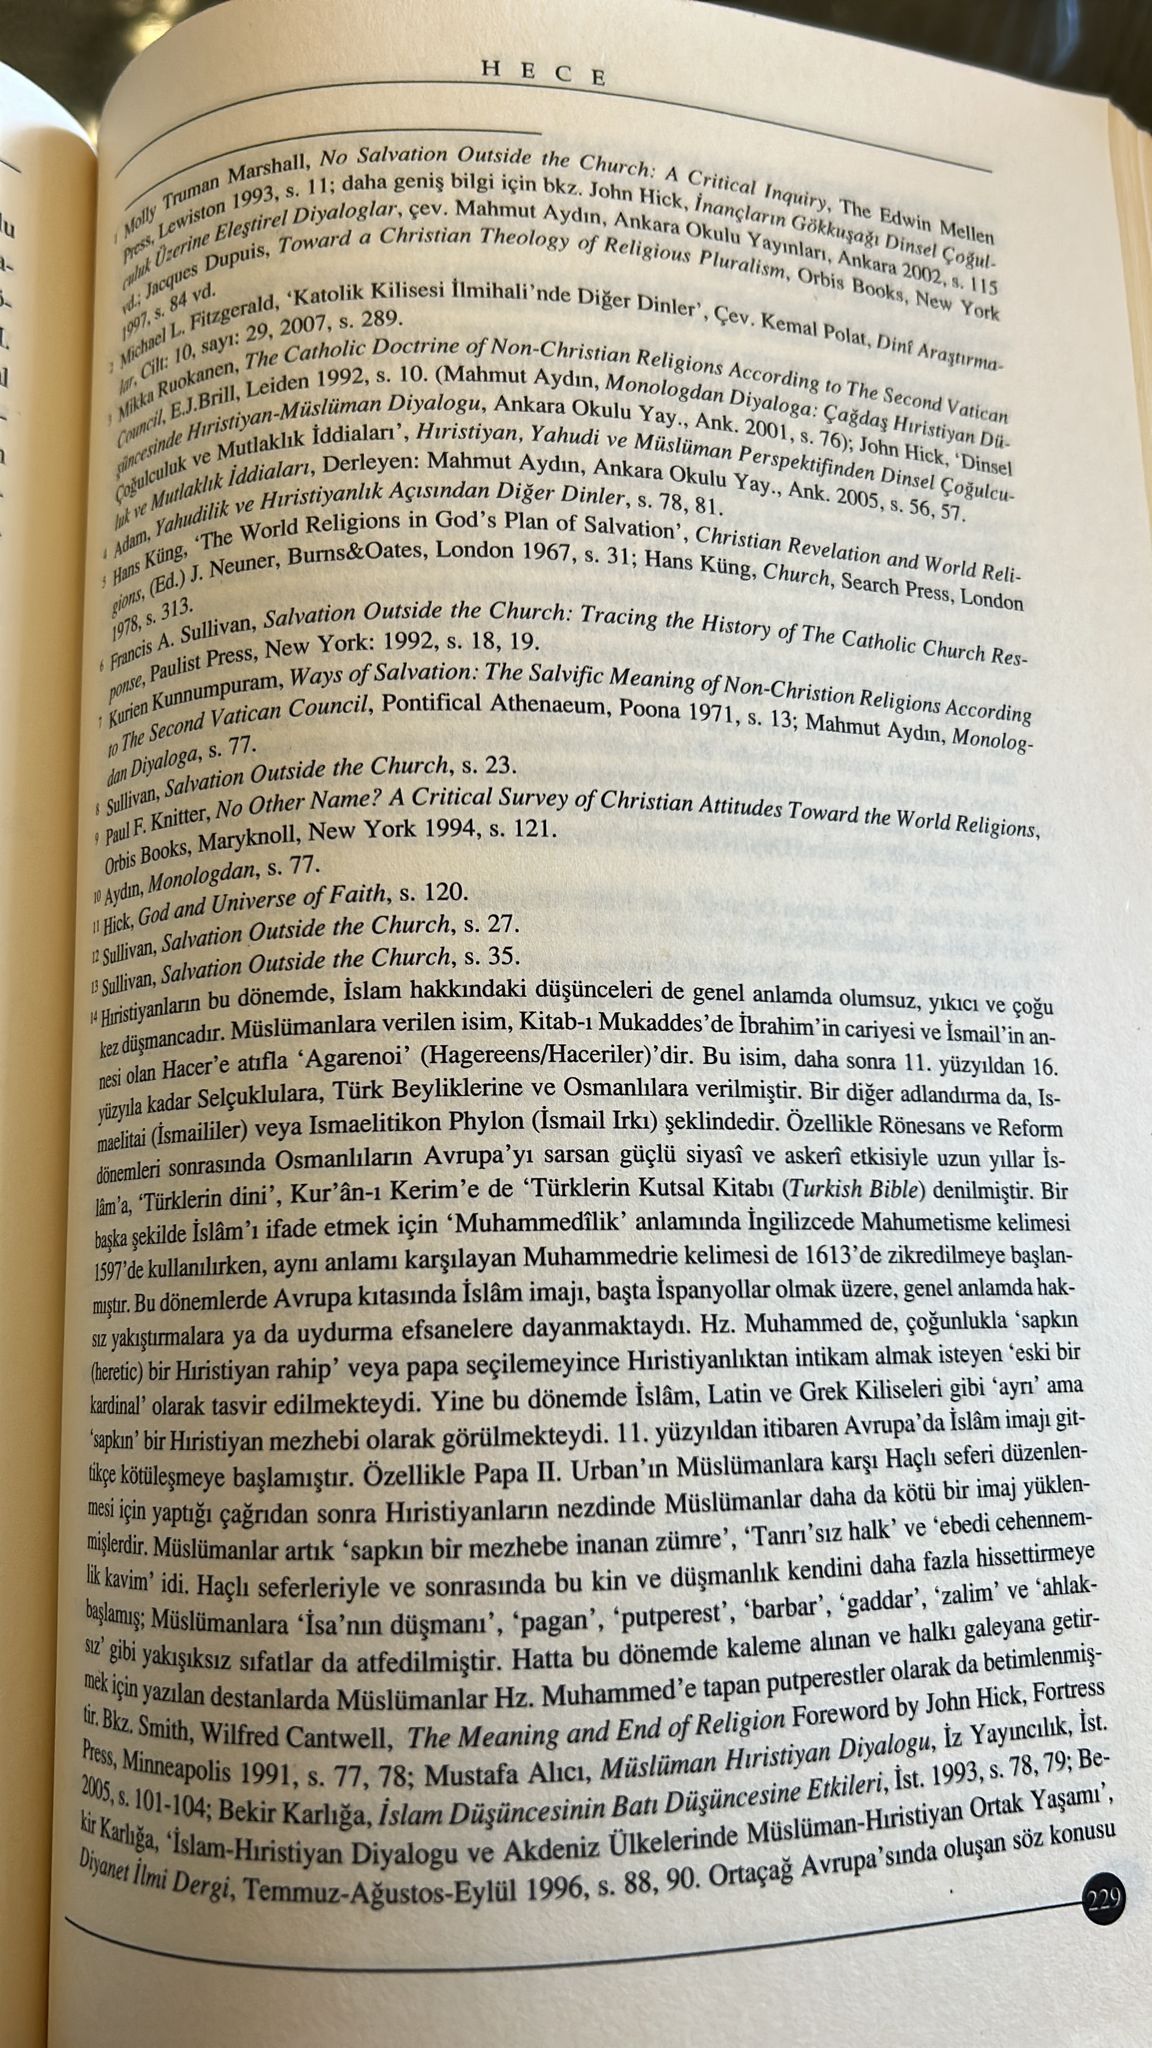 HECE
1 Molly Truman Marshall, No Salvation Outside the Church: A Critical Inquiry, The Edwin Mellen
Press, Lewiston 1993, s. 11; daha geniş bilgi için bkz. John Hick, İnançların Gökkuşağı Dinsel Çoğul-
culuk Üzerine Eleştirel Diyaloglar, çev. Mahmut Aydın, Ankara Okulu Yayınları, Ankara 2002, s. 115
vd.; Jacques Dupuis, Toward a Christian Theology of Religious Pluralism, Orbis Books, New York
1997, s. 84 vd.
2 Michael L. Fitzgerald, ‘Katolik Kilisesi İlmihali’nde Diğer Dinler’, Çev. Kemal Polat, Dinî Araştırma-
lar, Cilt: 10, sayı: 29, 2007, s. 289.
3 Mikka Ruokanen, The Catholic Doctrine of Non-Christian Religions According to The Second Vatican
Council, E.J.Brill, Leiden 1992, s. 10. (Mahmut Aydın, Monologdan Diyaloga: Çağdaş Hıristiyan Dü-
şüncesinde Hıristiyan-Müslüman Diyalogu, Ankara Okulu Yay., Ank. 2001, s. 76); John Hick, ‘Dinsel
Çoğulculuk ve Mutlaklık İddiaları’, Hıristiyan, Yahudi ve Müslüman Perspektifinden Dinsel Çoğulcu-
luk ve Mutlaklık İddiaları, Derleyen: Mahmut Aydın, Ankara Okulu Yay., Ank. 2005, s. 56, 57.
4 Adam, Yahudilik ve Hıristiyanlık Açısından Diğer Dinler, s. 78, 81.
5 Hans Küng, ‘The World Religions in God’s Plan of Salvation’, Christian Revelation and World Reli-
gions, (Ed.) J. Neuner, Burns&Oates, London 1967, s. 31; Hans Küng, Church, Search Press, London
1978, s. 313.
6 Francis A. Sullivan, Salvation Outside the Church: Tracing the History of The Catholic Church Res-
ponse, Paulist Press, New York: 1992, s. 18, 19.
7 Kurien Kunnumpuram, Ways of Salvation: The Salvific Meaning of Non-Christion Religions According
to The Second Vatican Council, Pontifical Athenaeum, Poona 1971, s. 13; Mahmut Aydın, Monolog-
dan Diyaloga, s. 77.
8 Sullivan, Salvation Outside the Church, s. 23.
9 Paul F. Knitter, No Other Name? A Critical Survey of Christian Attitudes Toward the World Religions,
Orbis Books, Maryknoll, New York 1994, s. 121.
10 Aydın, Monologdan, s. 77.
11 Hick, God and Universe of Faith, s. 120.
12 Sullivan, Salvation Outside the Church, s. 27.
13 Sullivan, Salvation Outside the Church, s. 35.
14 Hıristiyanların bu dönemde, İslam hakkındaki düşünceleri de genel anlamda olumsuz, yıkıcı ve çoğu
kez düşmancadır. Müslümanlara verilen isim, Kitab-ı Mukaddes’de İbrahim’in cariyesi ve İsmail’in an-
nesi olan Hacer’e atıfla ‘Agarenoi’ (Hagereens/Haceriler)’dir. Bu isim, daha sonra 11. yüzyıldan 16.
yüzyıla kadar Selçuklulara, Türk Beyliklerine ve Osmanlılara verilmiştir. Bir diğer adlandırma da, Is-
maelitai (İsmaililer) veya Ismaelitikon Phylon (İsmail Irkı) şeklindedir. Özellikle Rönesans ve Reform
dönemleri sonrasında Osmanlıların Avrupa’yı sarsan güçlü siyasî ve askerî etkisiyle uzun yıllar İs-
lâm’a, ‘Türklerin dini’, Kur’ân-ı Kerim’e de ‘Türklerin Kutsal Kitabı (Turkish Bible) denilmiştir. Bir
başka şekilde İslâm’ı ifade etmek için ‘Muhammedîlik’ anlamında İngilizcede Mahumetisme kelimesi
1597’de kullanılırken, aynı anlamı karşılayan Muhammedrie kelimesi de 1613’de zikredilmeye başlan-
mıştır. Bu dönemlerde Avrupa kıtasında İslâm imajı, başta İspanyollar olmak üzere, genel anlamda hak-
sız yakıştırmalara ya da uydurma efsanelere dayanmaktaydı. Hz. Muhammed de, çoğunlukla ‘sapkın
(heretic) bir Hıristiyan rahip’ veya papa seçilemeyince Hıristiyanlıktan intikam almak isteyen ‘eski bir
kardinal’ olarak tasvir edilmekteydi. Yine bu dönemde İslâm, Latin ve Grek Kiliseleri gibi ‘ayrı’ ama
‘sapkın’ bir Hıristiyan mezhebi olarak görülmekteydi. 11. yüzyıldan itibaren Avrupa’da İslâm imajı git-
tikçe kötüleşmeye başlamıştır. Özellikle Papa II. Urban’ın Müslümanlara karşı Haçlı seferi düzenlen-
mesi için yaptığı çağrıdan sonra Hıristiyanların nezdinde Müslümanlar daha da kötü bir imaj yüklen-
mişlerdir. Müslümanlar artık ‘sapkın bir mezhebe inanan zümre’, ‘Tanrı’sız halk’ ve ‘ebedi cehennem-
lik kavim’ idi. Haçlı seferleriyle ve sonrasında bu kin ve düşmanlık kendini daha fazla hissettirmeye
başlamış; Müslümanlara ‘İsa’nın düşmanı’, ‘pagan’, ‘putperest’, ‘barbar’, ‘gaddar’, ‘zalim’ ve ‘ahlak-
sız’ gibi yakışıksız sıfatlar da atfedilmiştir. Hatta bu dönemde kaleme alınan ve halkı galeyana getir-
mek için yazılan destanlarda Müslümanlar Hz. Muhammed’e tapan putperestler olarak da betimlenmiş-
tir. Bkz. Smith, Wilfred Cantwell, The Meaning and End of Religion Foreword by John Hick, Fortress
Press, Minneapolis 1991, s. 77, 78; Mustafa Alıcı, Müslüman Hıristiyan Diyalogu, İz Yayıncılık, İst.
2005, s. 101-104; Bekir Karlığa, İslam Düşüncesinin Batı Düşüncesine Etkileri, İst. 1993, s. 78, 79; Be-
kir Karlığa, ‘İslam-Hıristiyan Diyalogu ve Akdeniz Ülkelerinde Müslüman-Hıristiyan Ortak Yaşamı’,
Diyanet İlmi Dergi, Temmuz-Ağustos-Eylül 1996, s. 88, 90. Ortaçağ Avrupa’sında oluşan söz konusu
229